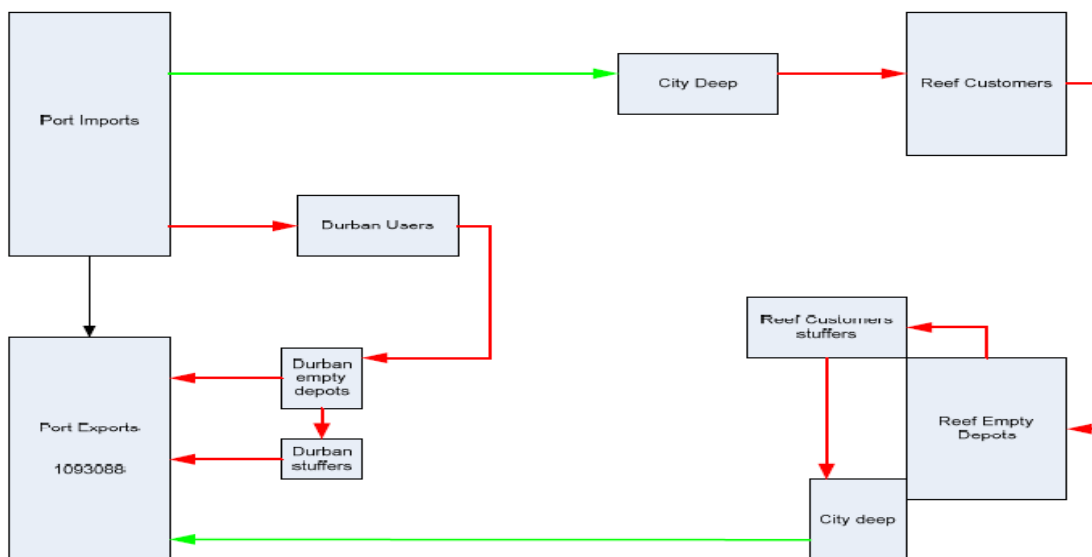 Port Imports
City Deep
Reef Customers
Durban Users
Reef Customers
stuffers
Durban
empty
depots
Port Exports
1093088
Reef Empty
Depots
Durban
stuffers
City deep